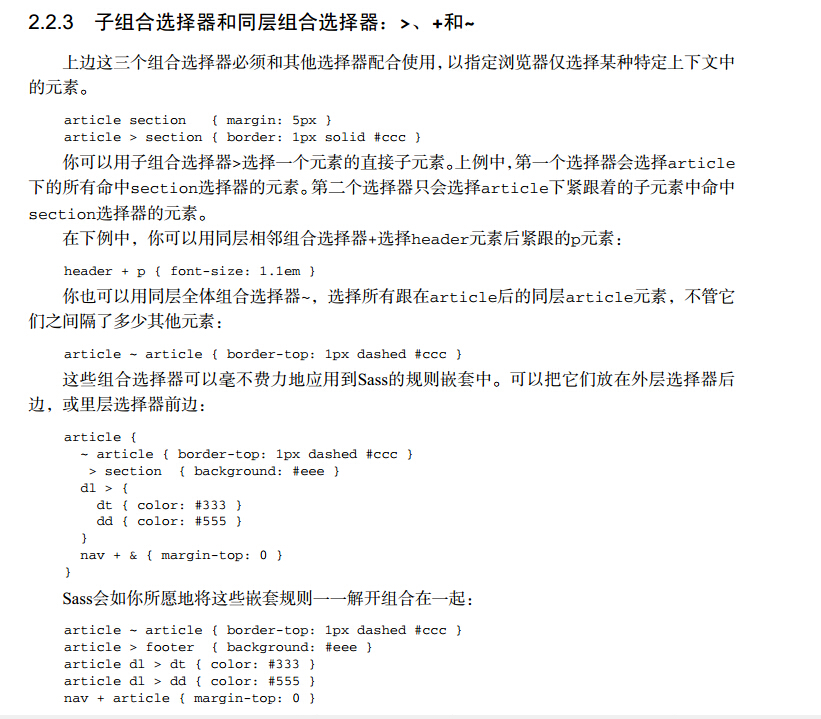 2.2.3 子组合选择器和同层组合选择器：>、+和~
上边这三个组合选择器必须和其他选择器配合使用，以指定浏览器仅选择某种特定上下文中
的元素。
article section { margin: 5px }
article > section { border: 1px solid #ccc }
你可以用子组合选择器>选择一个元素的直接子元素。上例中，第一个选择器会选择article
下的所有命中section选择器的元素。第二个选择器只会选择article下紧跟着的子元素中命中
section选择器的元素。
在下例中，你可以用同层相邻组合选择器+选择header元素后紧跟的p元素：
header + p { font-size: 1.1em }
你也可以用同层全体组合选择器~，选择所有跟在article后的同层article元素，不管它
们之间隔了多少其他元素：
article ~ article { border-top: 1px dashed #ccc }
这些组合选择器可以毫不费力地应用到Sass的规则嵌套中。可以把它们放在外层选择器后
边，或里层选择器前边：
article {
~ article { border-top: 1px dashed #ccc }
> section { background: #eee }
dl > {
dt { color: #333 }
dd { color: #555 }
}
nav + & { margin-top: 0 }
}
Sass会如你所愿地将这些嵌套规则一一解开组合在一起：
article ~ article { border-top: 1px dashed #ccc }
article > footer { background: #eee }
article dl > dt { color: #333 }
article dl > dd { color: #555 }
nav + article { margin-top: 0 }